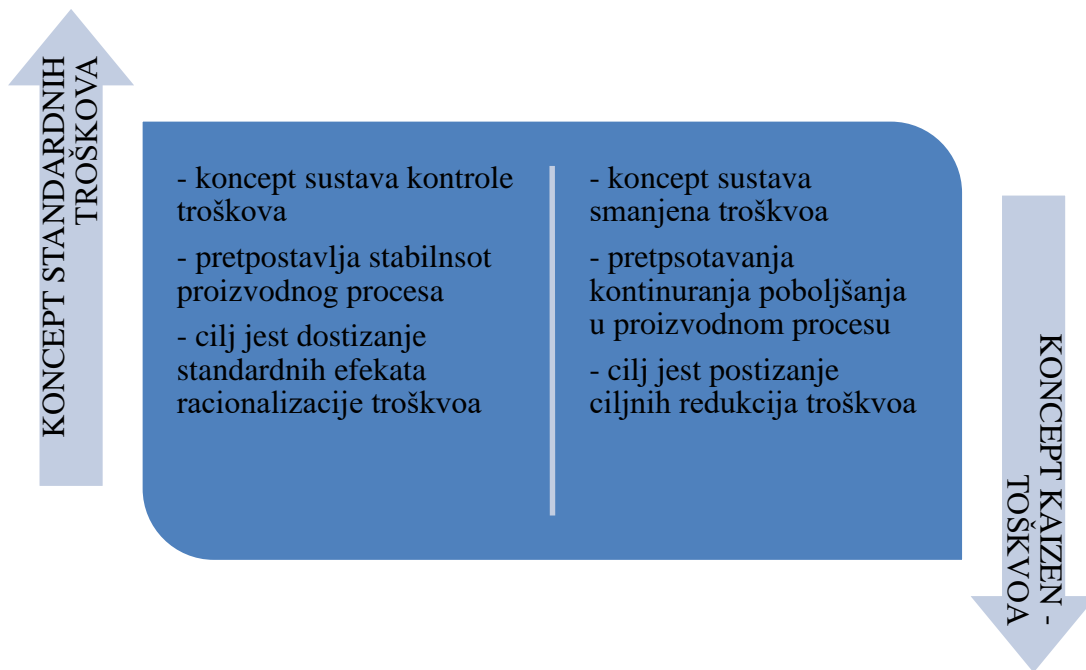 KONCEPT STANDARDNIH
TROŠKOVA
- koncept sustava kontrole
troškova
- pretpostavlja stabilnsot
proizvodnog procesa
- cilj jest dostizanje
standardnih efekata
racionalizacije troškvoa
- koncept sustava
smanjena troškvoa
- pretpsotavanja
kontinuranja poboljšanja
u proizvodnom procesu
- cilj jest postizanje
ciljnih redukcija troškvoa
KONCEPT KAIZEN -
TOŠKVOA